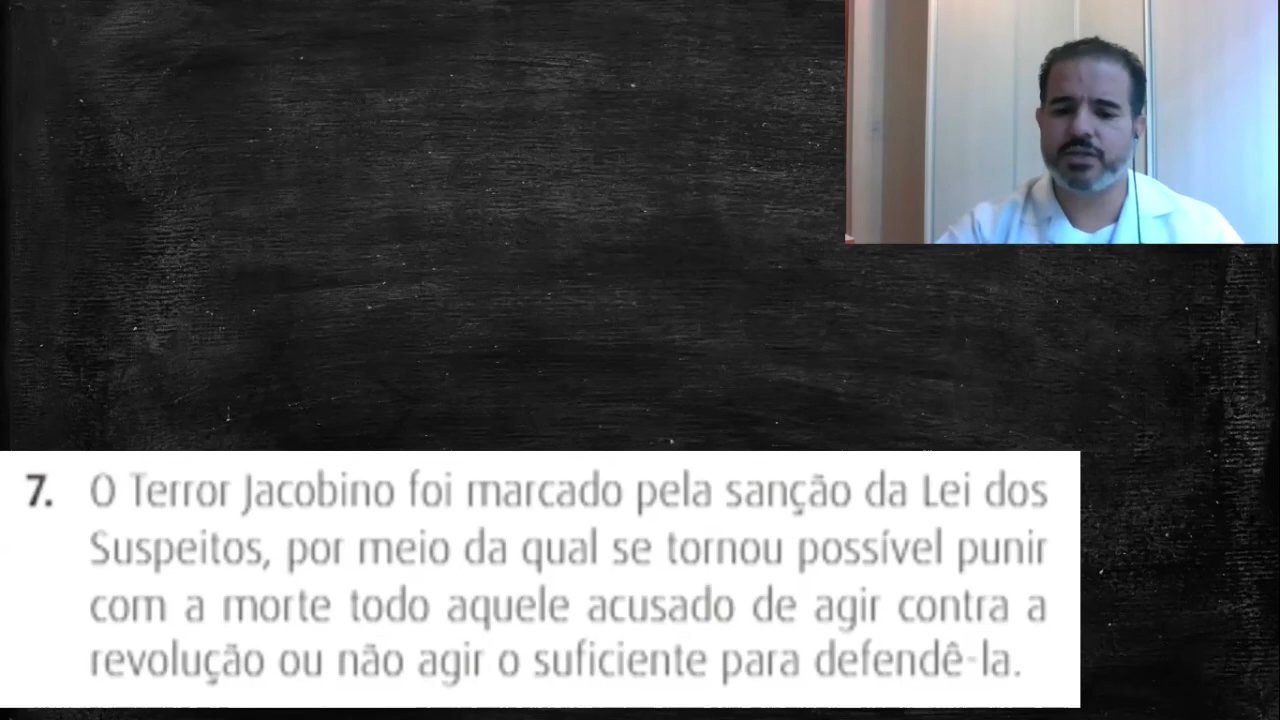 7. O Terror Jacobino foi marcado pela sanção da Lei dos
Suspeitos, por meio da qual se tornou possível punir
com a morte todo aquele acusado de agir contra a
revolução ou não agir o suficiente para defendê-la.